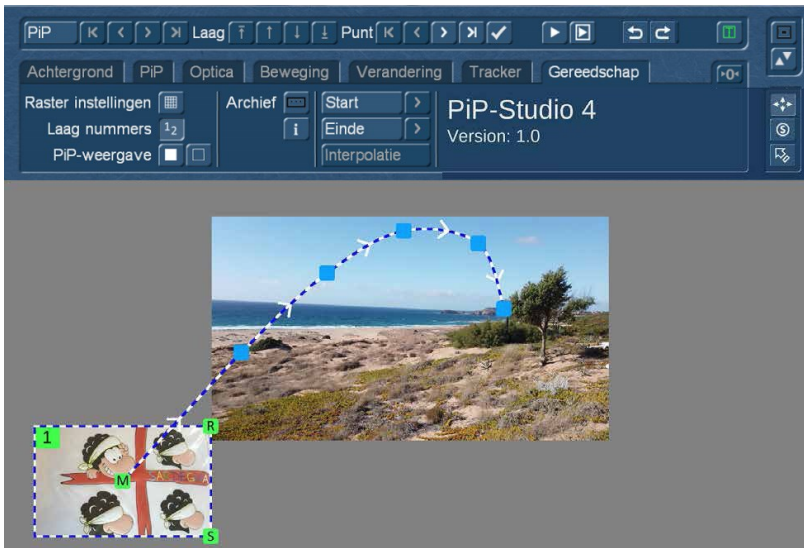 PiP Laag Punt
Achtergrond PiP Optica Beweging Verandering Tracker Gereedschap
Raster instellingen Archief Start PiP-Studio 4
Laag nummers 12 i Einde Version: 1.0
PiP-weergave Interpolatie
1 R
M
S